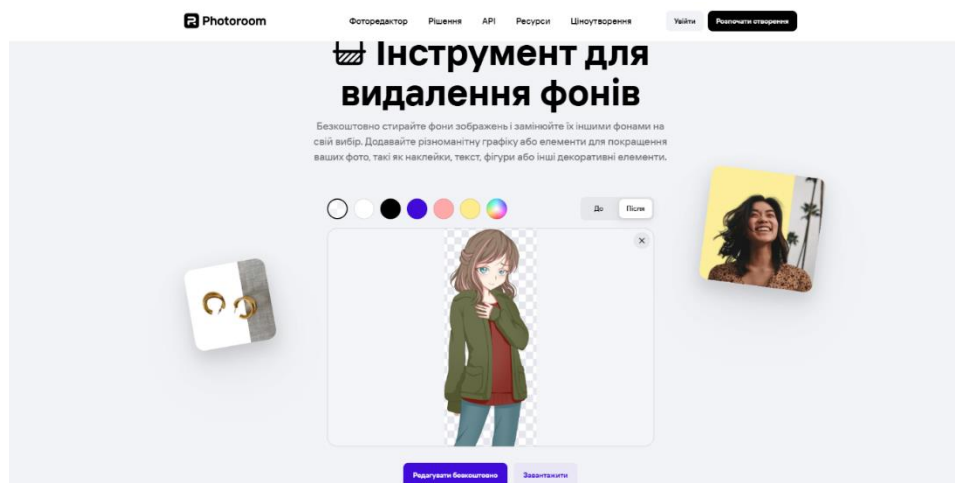 Photoroom
Фоторедактор Рішення API Ресурси Ціноутворення Увійти Розпочати створення
Інструмент для
видалення фонів
Безкоштовно стирайте фони зображень і замінюйте їх іншими фонами на
свій вибір. Додавайте різноманітну графіку або елементи для покращення
ваших фото, такі як наклейки, текст, фігури або інші декоративні елементи.
До Після
Редагувати безкоштовно Завантажити